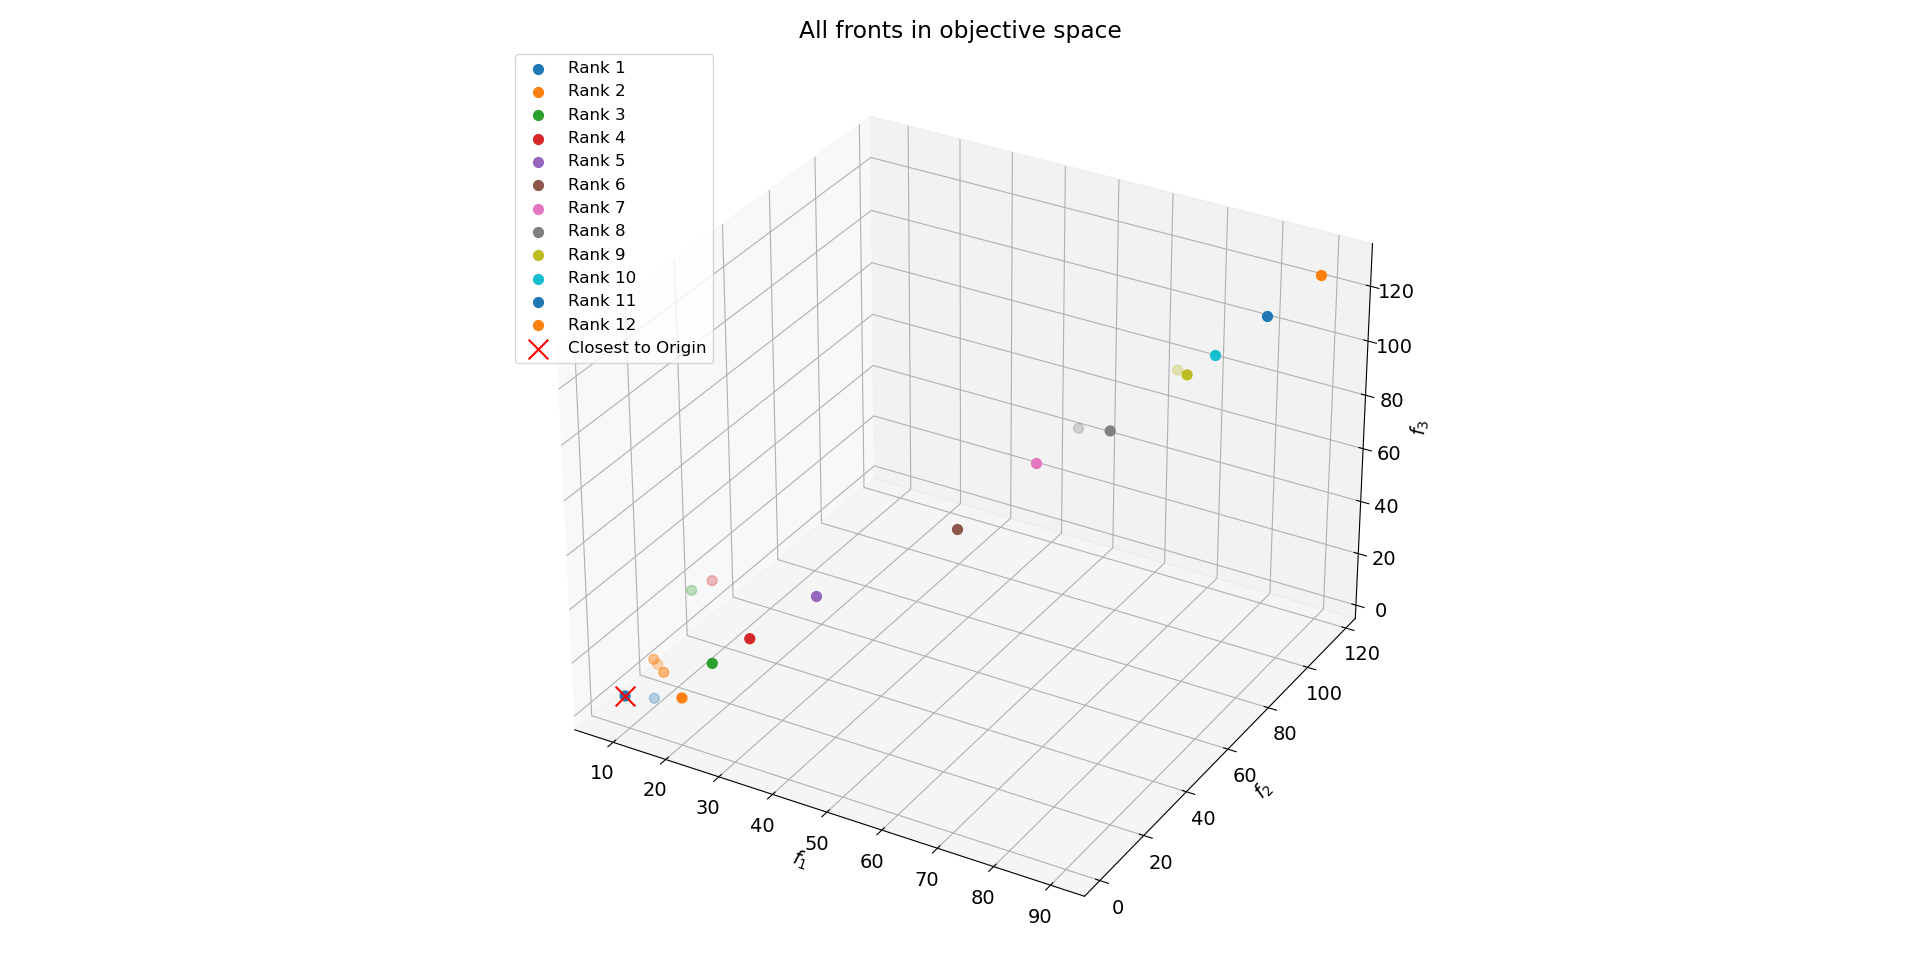 All fronts in objective space
Rank 1
Rank 2
Rank 3
Rank 4
Rank 5
Rank 6
Rank 7
Rank 8
Rank 9
Rank 10
Rank 11
Rank 12
Closest to Origin
120
100
80
60
40
20
0
f3
120
100
80
60
40
20
0
f2
10
20
30
40
50
60
70
80
90
f1